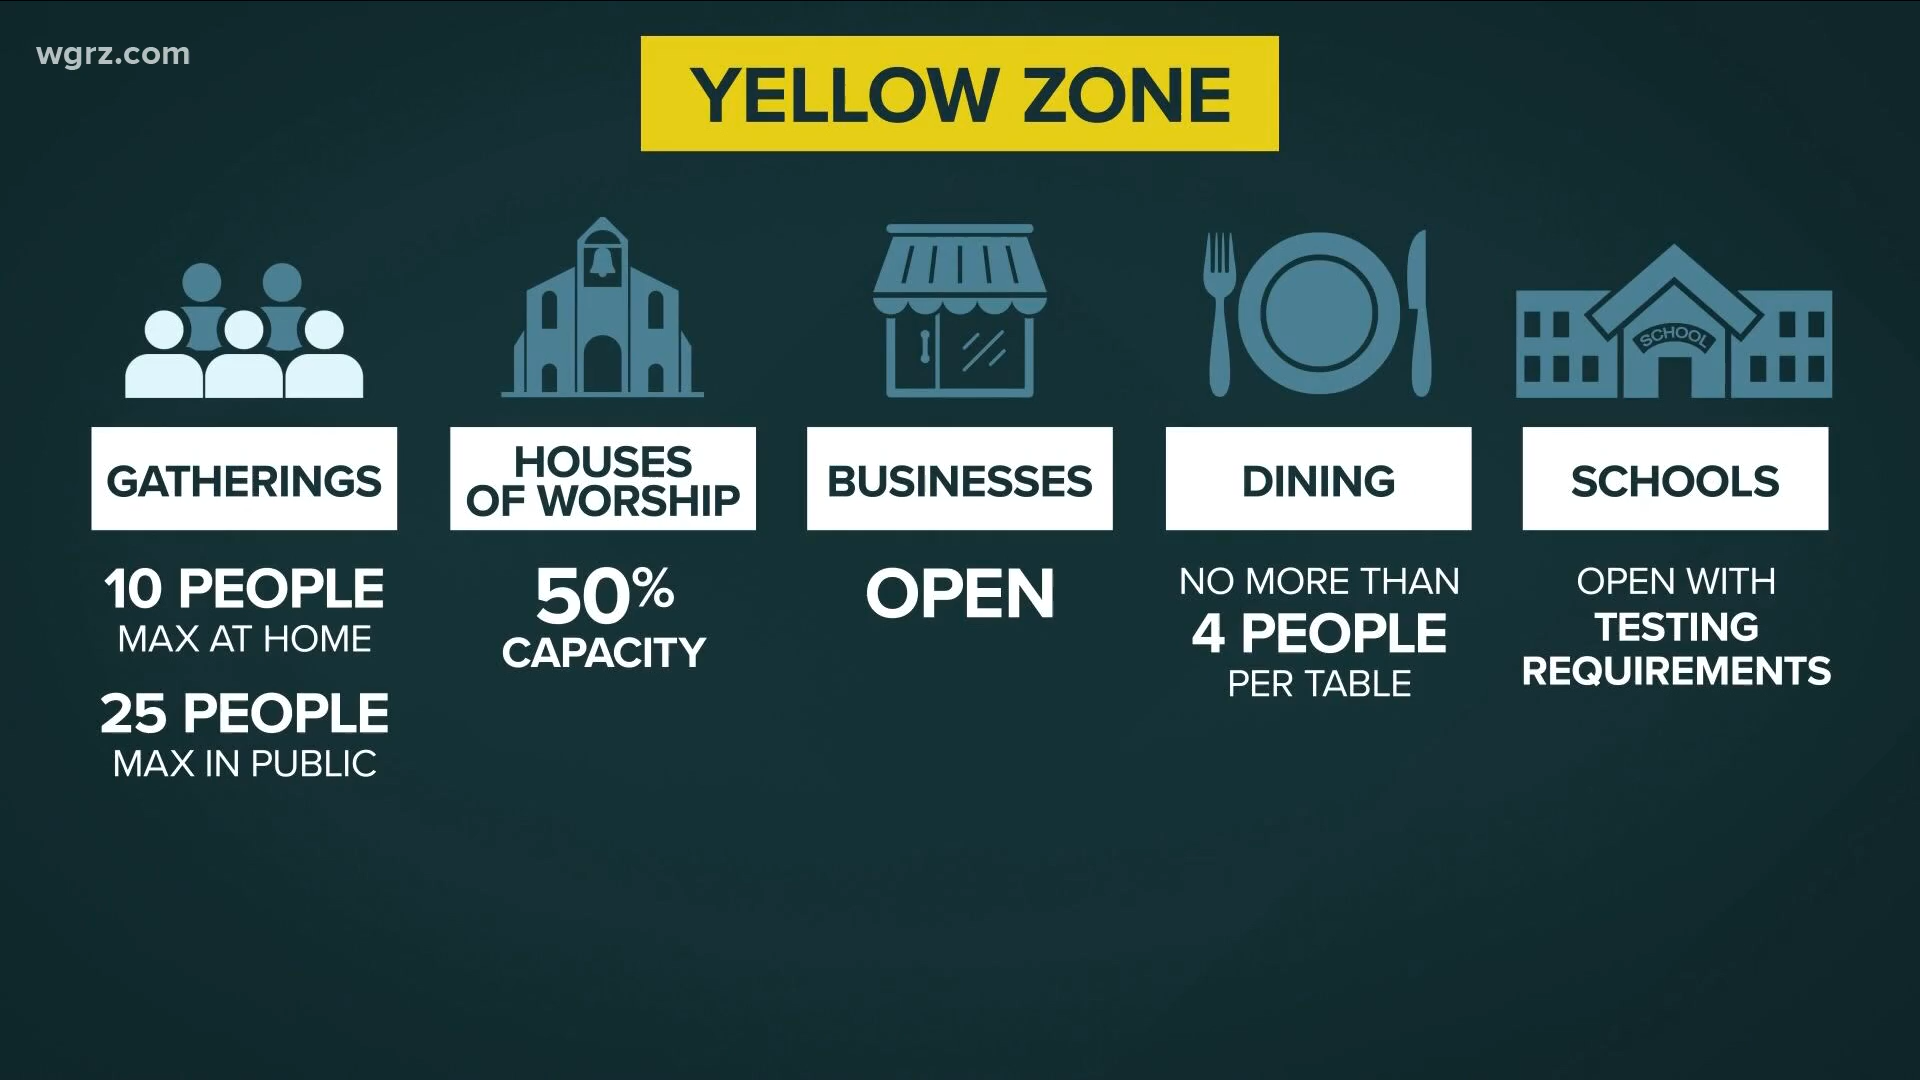 wgrz.com
YELLOW ZONE
SCHOOL
GATHERINGS
10 PEOPLE
MAX AT HOME
25 PEOPLE
MAX IN PUBLIC
HOUSES
OF WORSHIP
50%
CAPACITY
BUSINESSES
OPEN
DINING
NO MORE THAN
4 PEOPLE
PER TABLE
SCHOOLS
OPEN WITH
TESTING
REQUIREMENTS